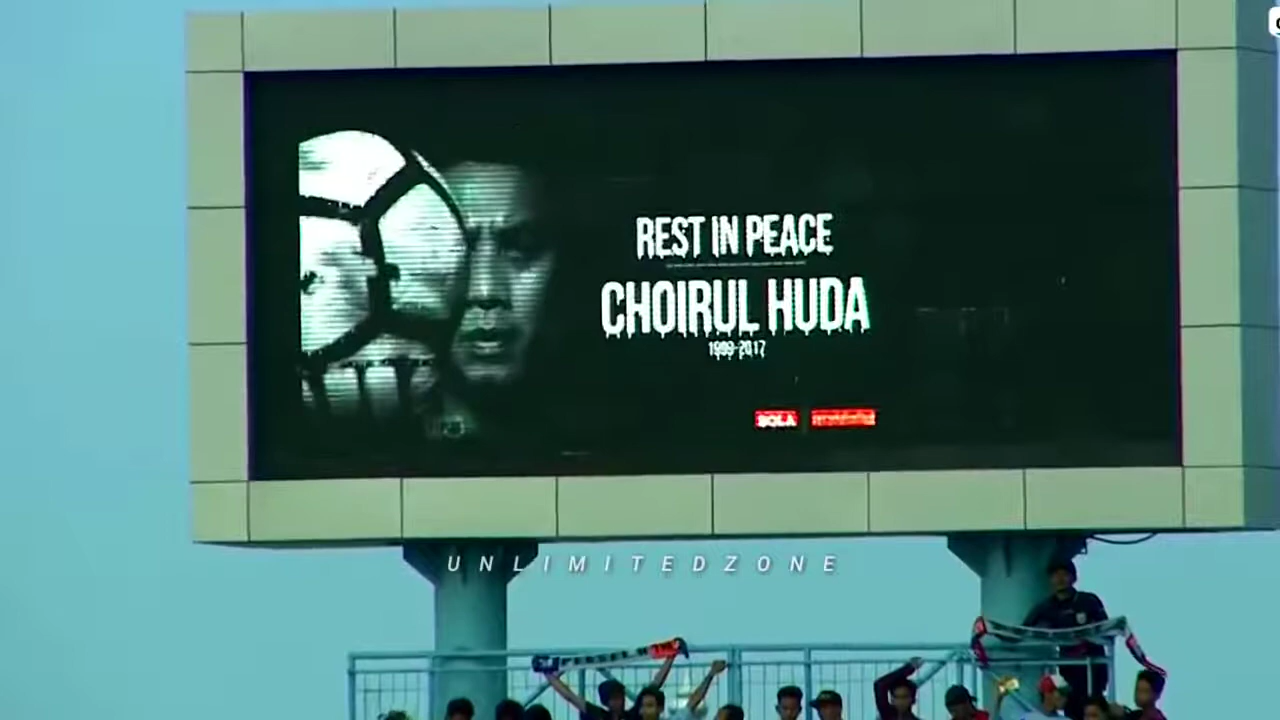 REST IN PEACE
CHOIRUL HUDA
1999-2017
BOLA
UNLIMITEDZONE